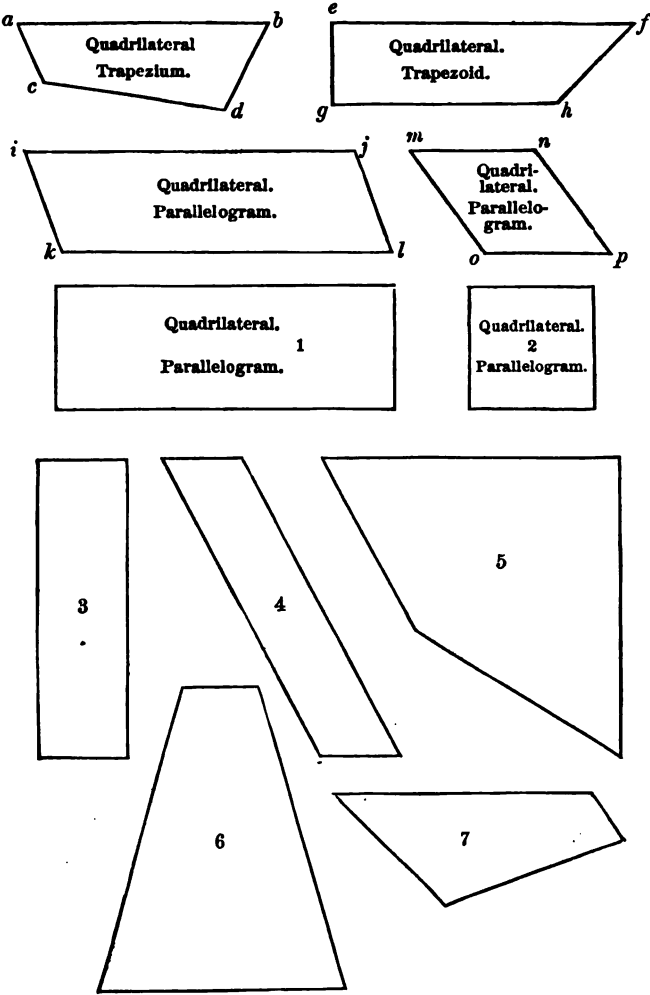 a b
Quadrilateral
Trapezium.
c d
e f
Quadrilateral.
Trapezoid.
g h
i j
Quadrilateral.
Parallelogram.
k l
m n
Quadri-
lateral.
Parallelo-
gram.
o p
Quadrilateral.
1
Parallelogram.
Quadrilateral.
2
Parallelogram.
3
4
5
6
7